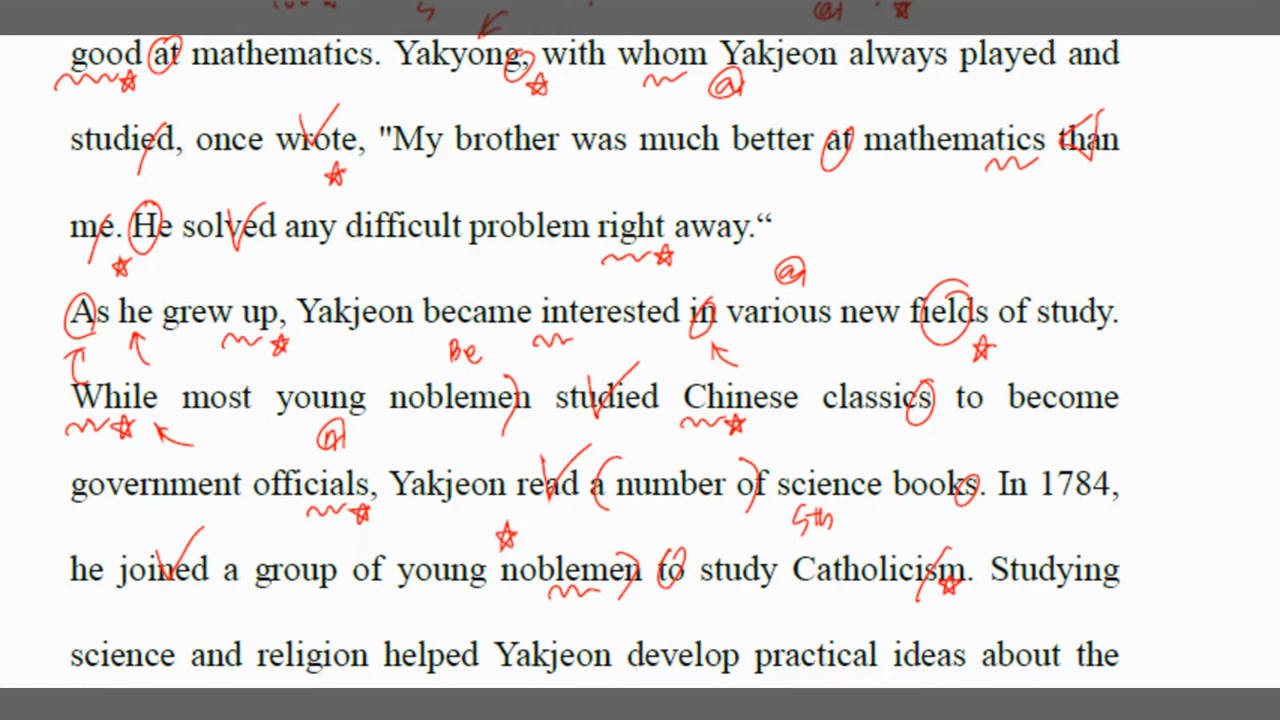 good at mathematics. Yakyong, with whom Yakjeon always played and
studied, once wrote, "My brother was much better at mathematics than
me. He solved any difficult problem right away.“
As he grew up, Yakjeon became interested in various new fields of study.
Be
While most young noblemen studied Chinese classics to become
government officials, Yakjeon read a number of science books. In 1784,
he joined a group of young noblemen to study Catholicism. Studying
science and religion helped Yakjeon develop practical ideas about the